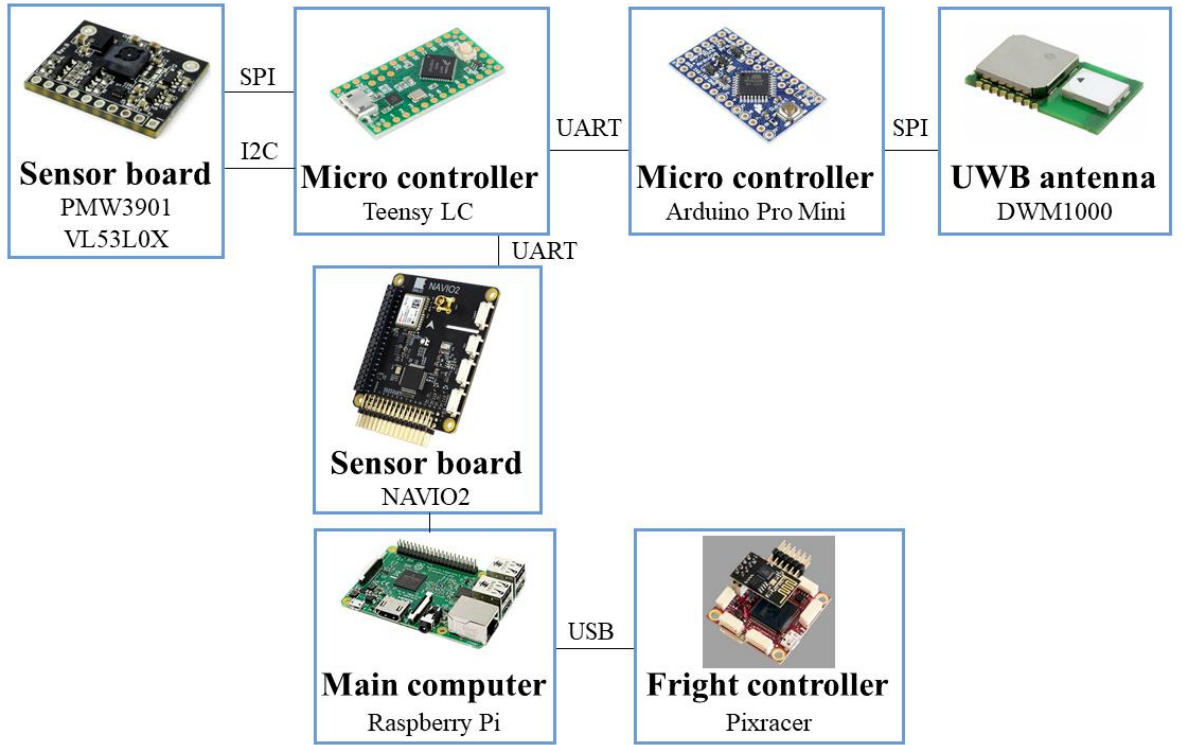 SPI
I2C
UART
SPI
Sensor board
PMW3901
VL53L0X
Micro controller
Teensy LC
Micro controller
Arduino Pro Mini
UWB antenna
DWM1000
UART
NAVIO2
Sensor board
NAVIO2
USB
Main computer
Raspberry Pi
Fright controller
Pixracer